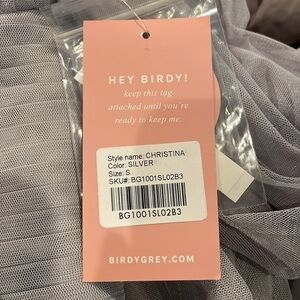 HEY BIRDY!
keep this tag
attached until you're
ready to keep me.
Style name: CHRISTINA
Color: SILVER
Size: S
SKU#: BG1001SL02B3
BG1001SL02B3
BIRDYGREY.COM